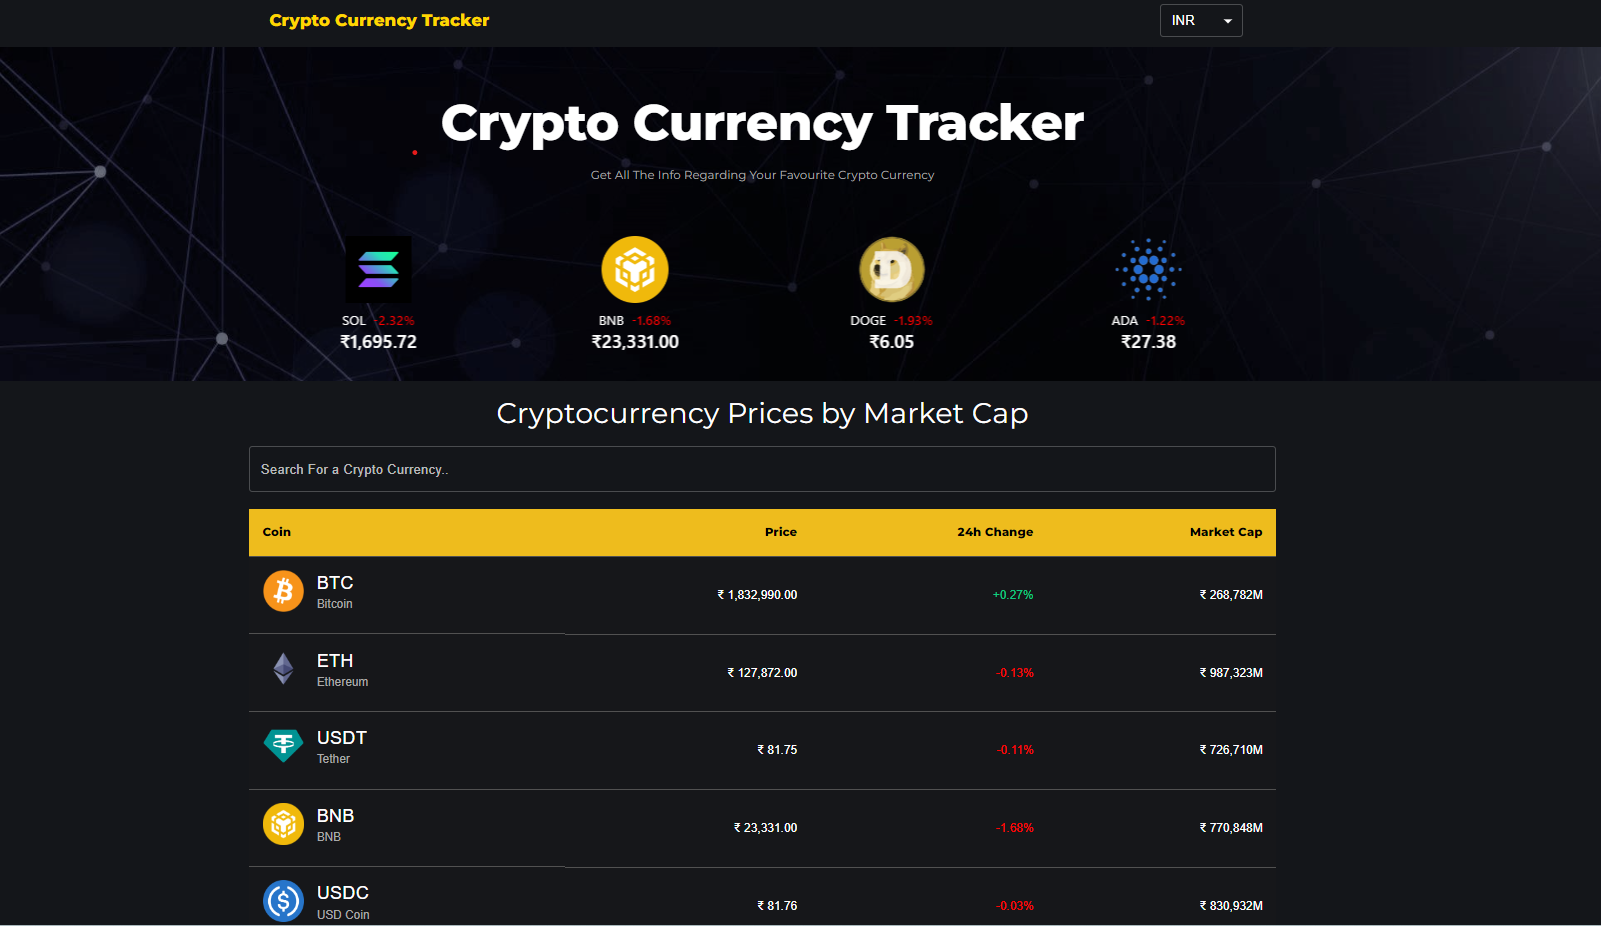 Crypto Currency Tracker
INR
Crypto Currency Tracker
Get All The Info Regarding Your Favourite Crypto Currency
SOL -2.32%
₹1,695.72
BNB -1.68%
₹23,331.00
DOGE -1.93%
₹6.05
ADA -1.22%
₹27.38
Cryptocurrency Prices by Market Cap
Search For a Crypto Currency..
Coin Price 24h Change Market Cap
BTC
Bitcoin
₹ 1,832,990.00 +0.27% ₹ 268,782M
ETH
Ethereum
₹ 127,872.00 -0.13% ₹ 987,323M
USDT
Tether
₹ 81.75 -0.11% ₹ 726,710M
BNB
BNB
₹ 23,331.00 -1.68% ₹ 770,848M
USDC
USD Coin
₹ 81.76 -0.03% ₹ 830,932M